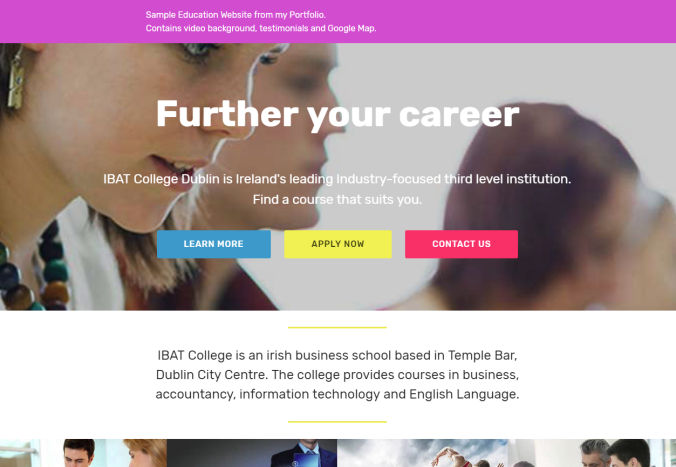 Sample Education Website from my Portfolio.
Contains video background, testimonials and Google Map.
Further your career
IBAT College Dublin is Ireland's leading Industry-focused third level institution.
Find a course that suits you.
LEARN MORE
APPLY NOW
CONTACT US
IBAT College is an irish business school based in Temple Bar,
Dublin City Centre. The college provides courses in business,
accountancy, information technology and English Language.